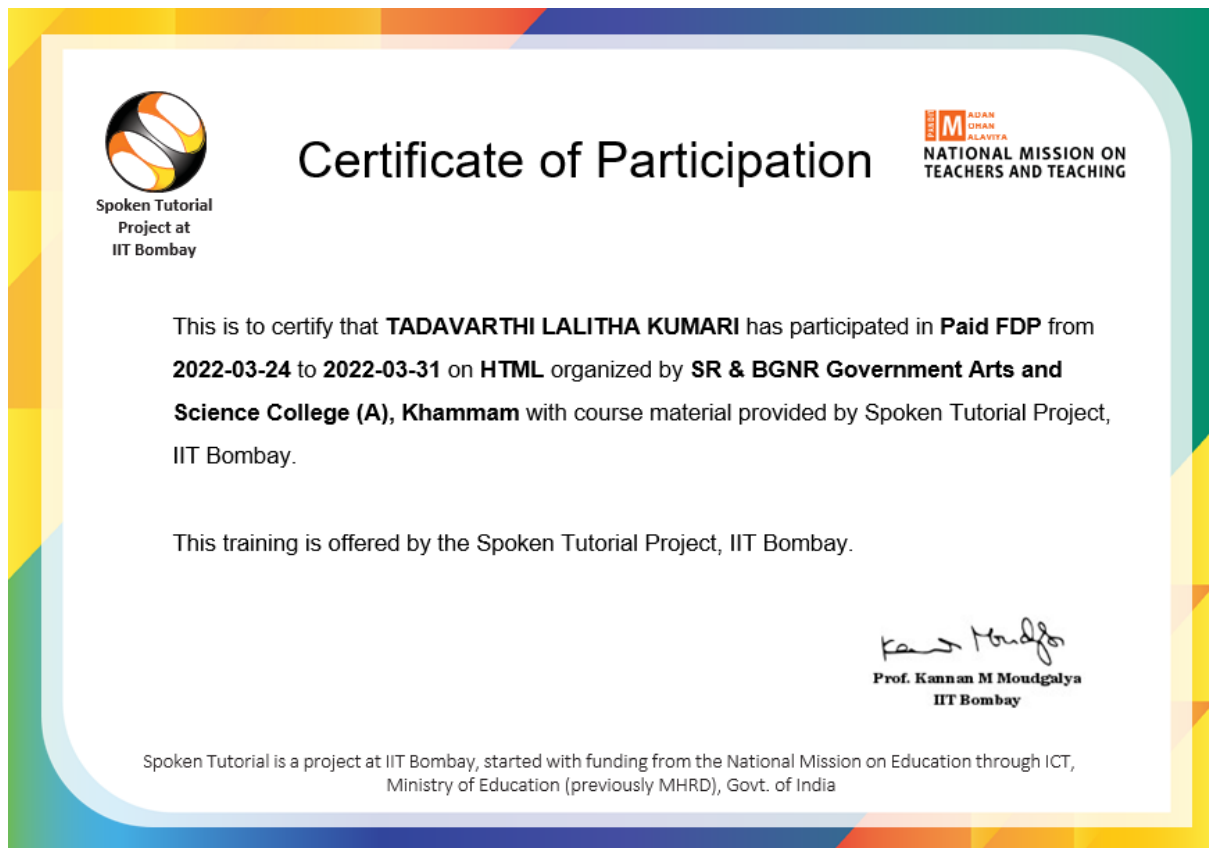 Certificate of Participation
PANDIT
MADAN
MOHAN
MALAVIYA
NATIONAL MISSION ON
TEACHERS AND TEACHING
Spoken Tutorial
Project at
IIT Bombay
This is to certify that TADAVARTHI LALITHA KUMARI has participated in Paid FDP from
2022-03-24 to 2022-03-31 on HTML organized by SR & BGNR Government Arts and
Science College (A), Khammam with course material provided by Spoken Tutorial Project,
IIT Bombay.
This training is offered by the Spoken Tutorial Project, IIT Bombay.
Kannan Moudgalya
Prof. Kannan M Moudgalya
IIT Bombay
Spoken Tutorial is a project at IIT Bombay, started with funding from the National Mission on Education through ICT,
Ministry of Education (previously MHRD), Govt. of India